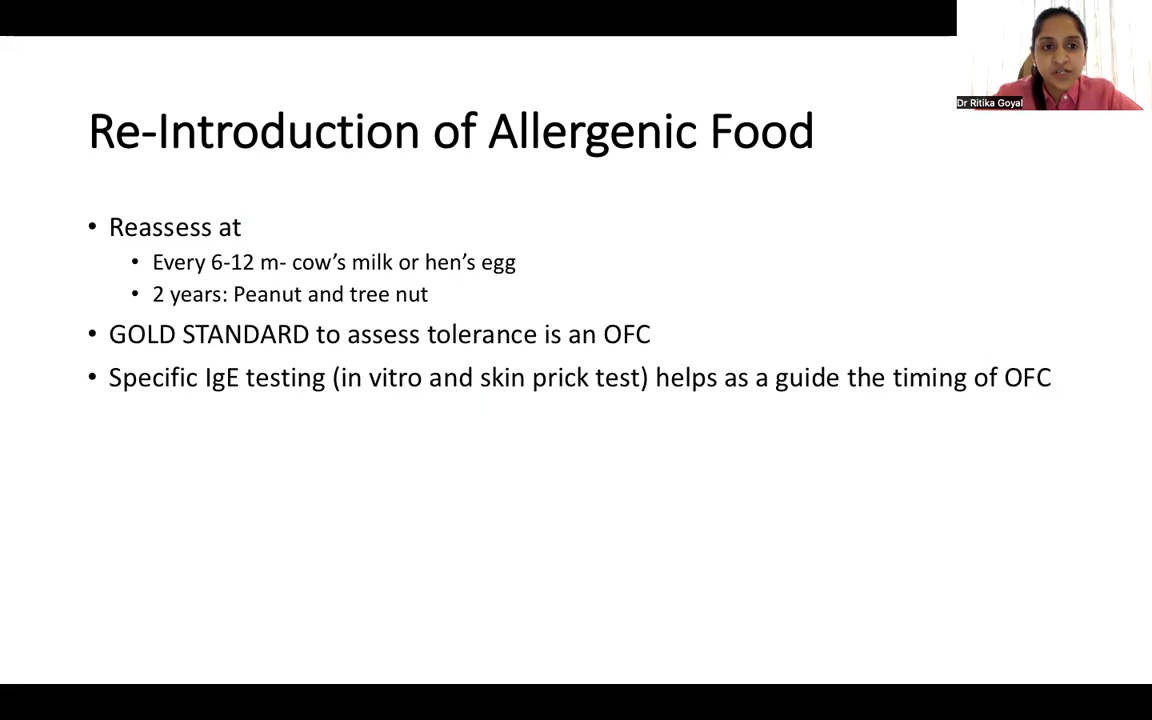 Dr Ritika Goyal
Re-Introduction of Allergenic Food
• Reassess at
• Every 6-12 m- cow’s milk or hen’s egg
• 2 years: Peanut and tree nut
• GOLD STANDARD to assess tolerance is an OFC
• Specific IgE testing (in vitro and skin prick test) helps as a guide the timing of OFC